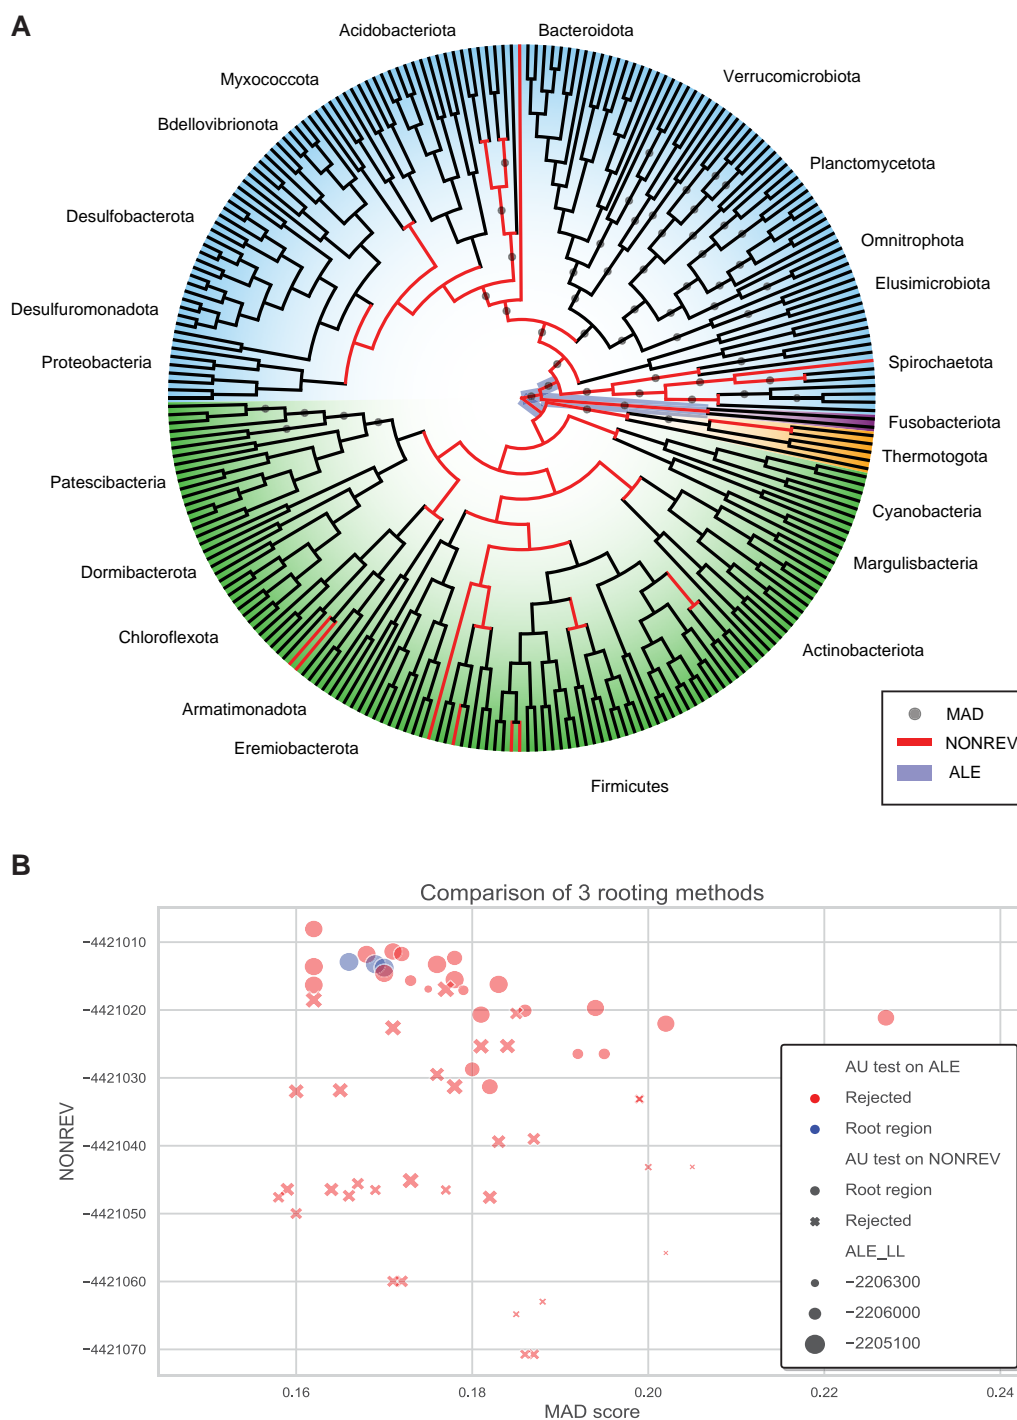 A
Acidobacteriota
Bacteroidota
Myxococcota
Verrucomicrobiota
Bdellovibrionota
Planctomycetota
Desulfobacterota
Omnitrophota
Elusimicrobiota
Desulfuromonadota
Proteobacteria
Spirochaetota
Fusobacteriota
Thermotogota
Patescibacteria
Cyanobacteria
Margulisbacteria
Dormibacterota
Chloroflexota
Actinobacteriota
Armatimonadota
Eremiobacterota
Firmicutes
MAD
NONREV
ALE
B
Comparison of 3 rooting methods
NONREV
−4421010
−4421020
−4421030
−4421040
−4421050
−4421060
−4421070
AU test on ALE
Rejected
Root region
AU test on NONREV
Root region
Rejected
ALE_LL
−2206300
−2206000
−2205100
0.16
0.18
0.20
0.22
0.24
MAD score